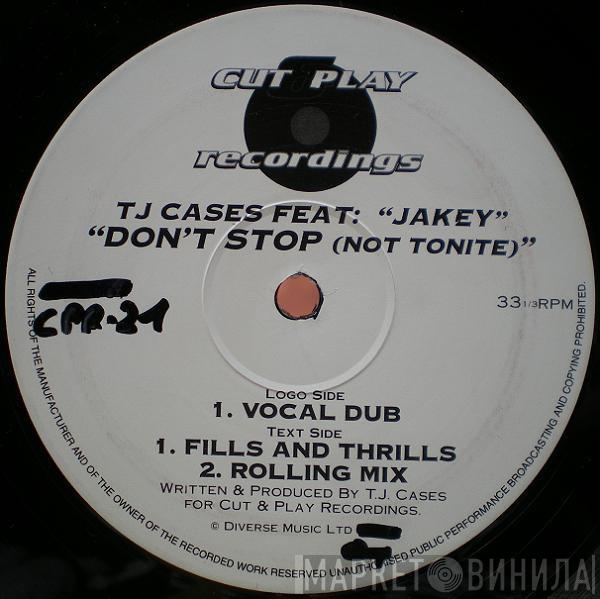 CUT & PLAY
recordings
TJ CASES FEAT: "JAKEY"
"DON'T STOP (NOT TONITE)"
33 1/3 RPM
CPR-21
LOGO SIDE
1. VOCAL DUB
TEXT SIDE
1. FILLS AND THRILLS
2. ROLLING MIX
WRITTEN & PRODUCED BY T.J. CASES
FOR CUT & PLAY RECORDINGS.
© DIVERSE MUSIC LTD
ALL RIGHTS OF THE MANUFACTURER AND OF THE OWNER OF THE RECORDED WORK RESERVED UNAUTHORISED PUBLIC PERFORMANCE BROADCASTING AND COPYING PROHIBITED.
МАРКЕТ ВИНИЛА